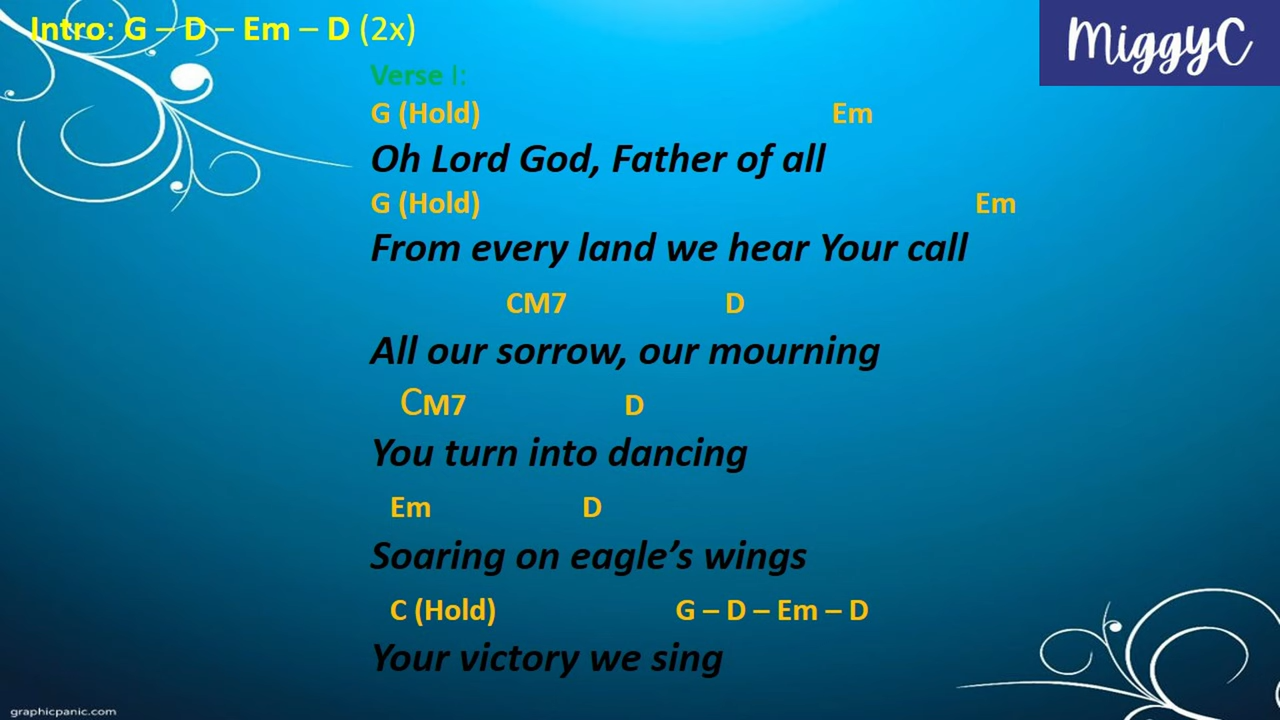 Intro: G – D – Em – D (2x)
MiggyC
Verse I:
G (Hold) Em
Oh Lord God, Father of all
G (Hold) Em
From every land we hear Your call
CM7 D
All our sorrow, our mourning
CM7 D
You turn into dancing
Em D
Soaring on eagle’s wings
C (Hold) G – D – Em – D
Your victory we sing
graphicpanic.com